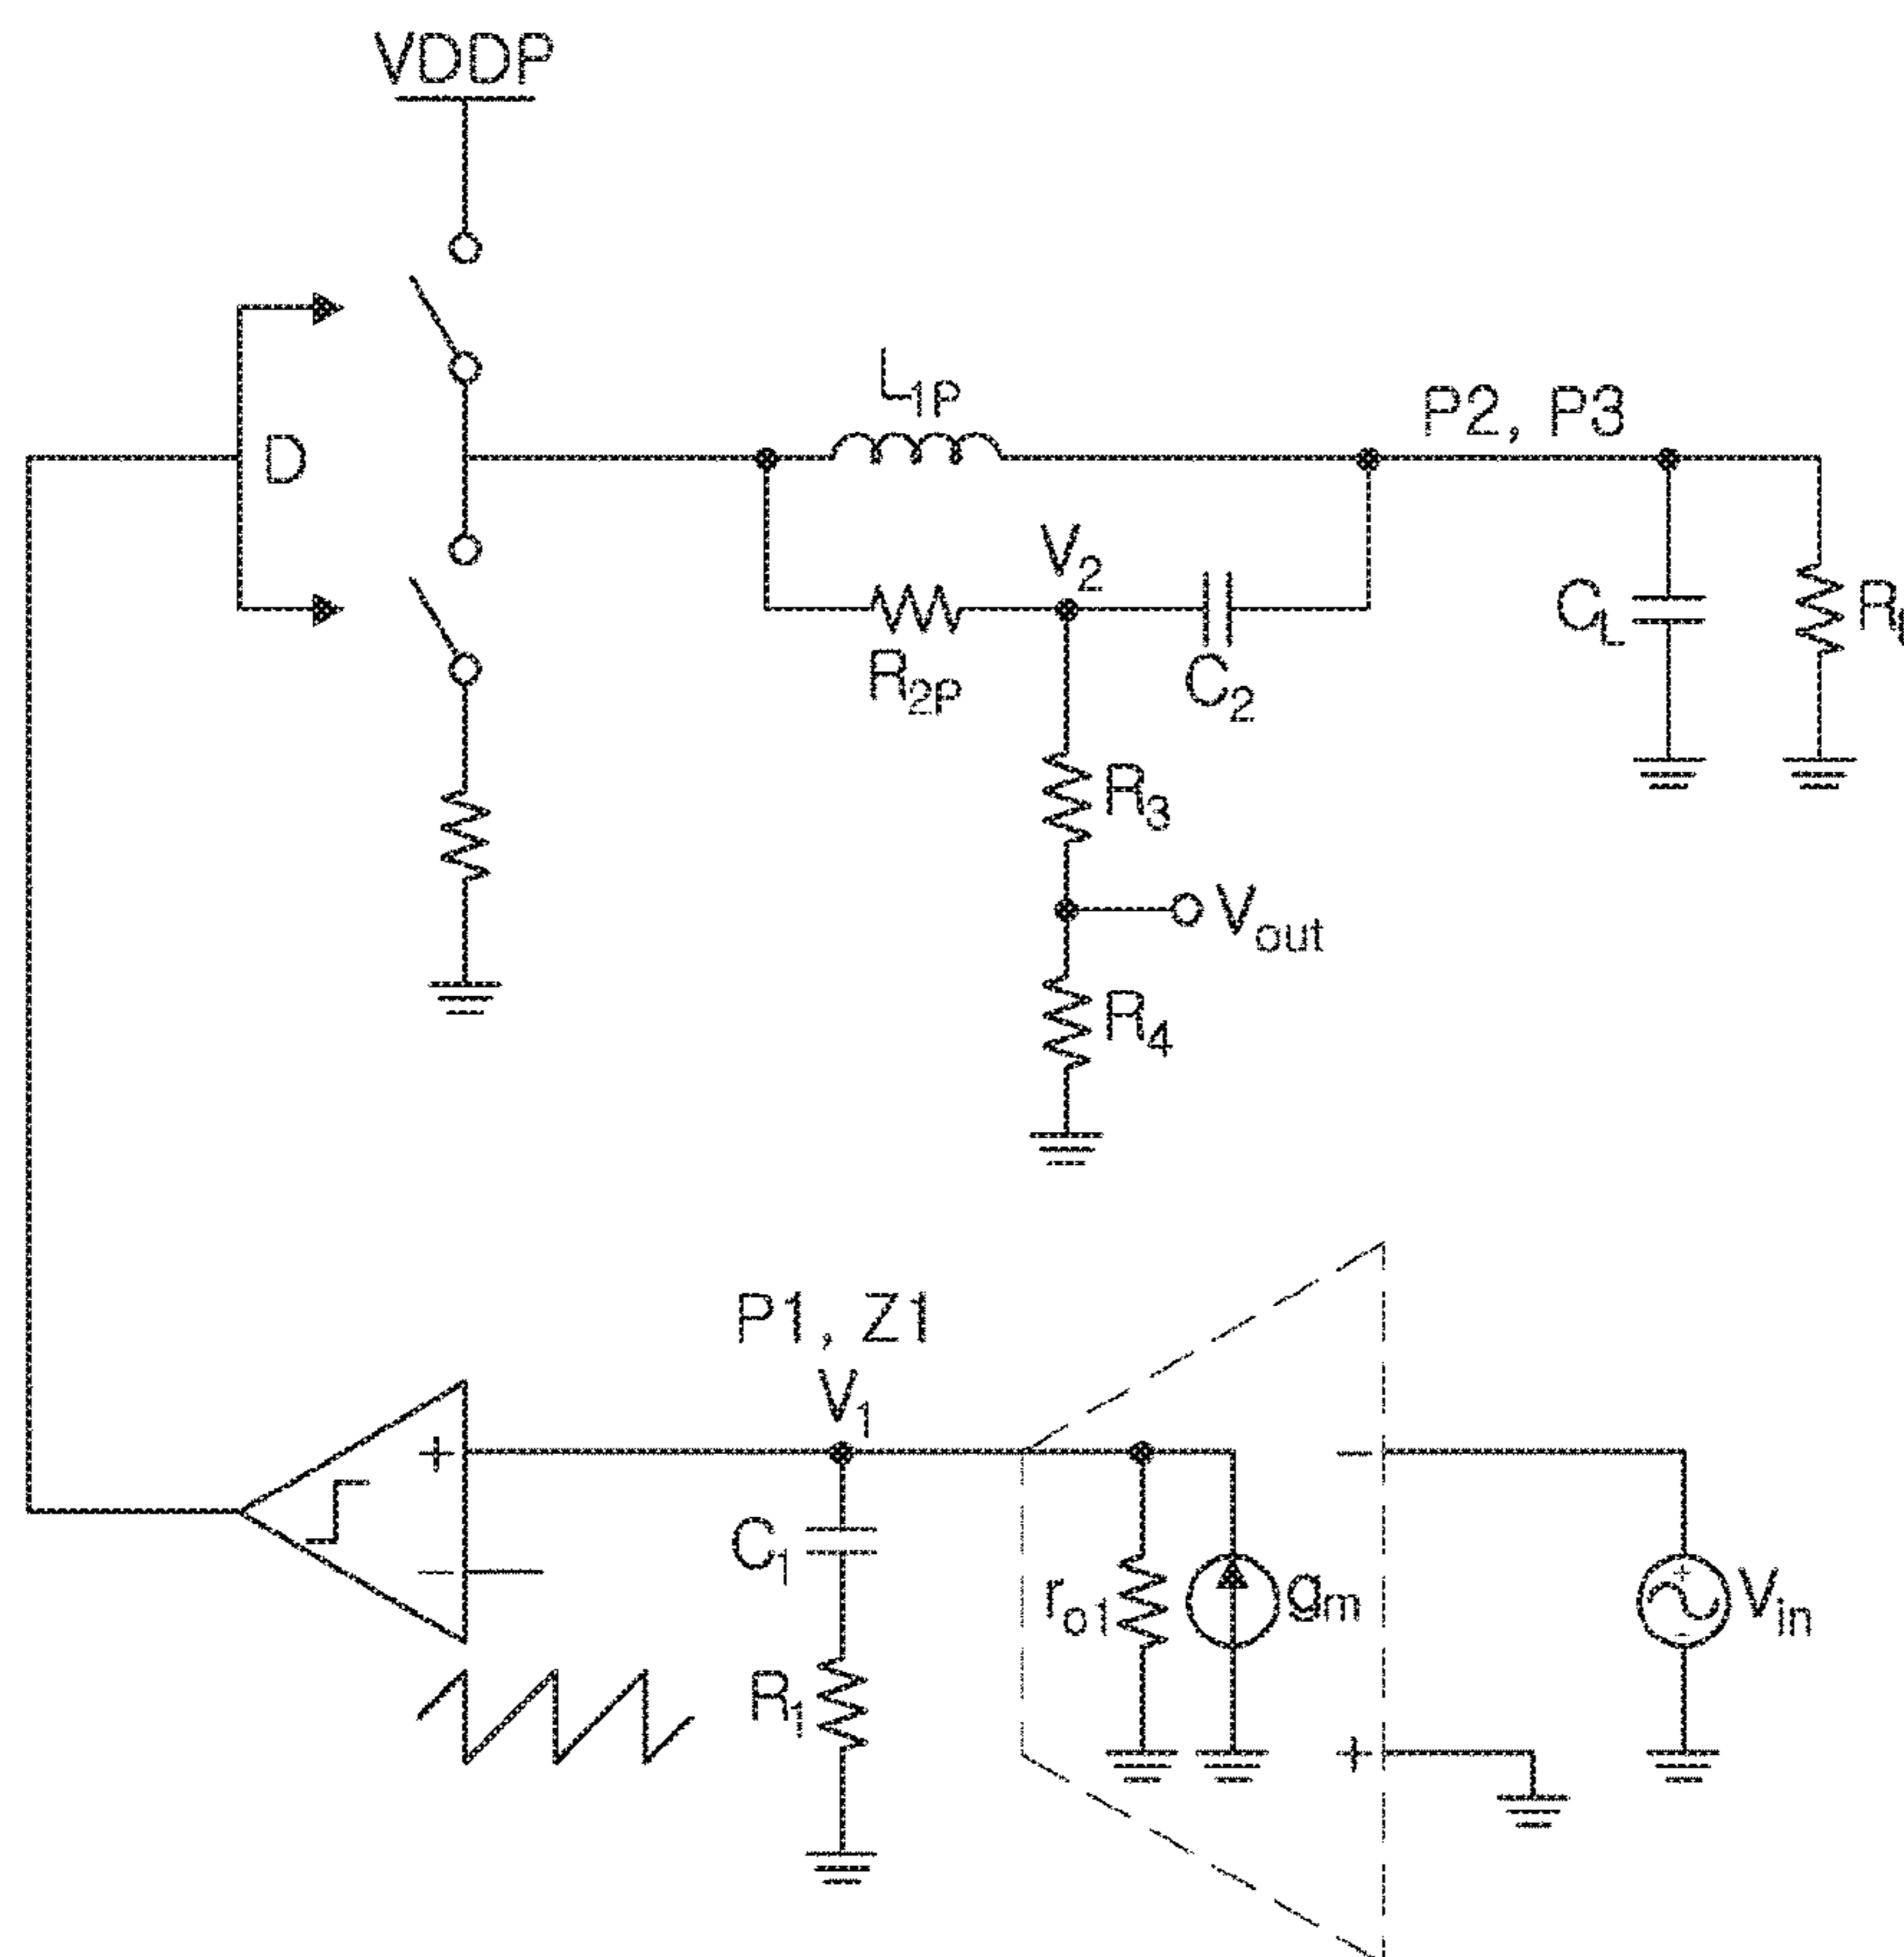 VDDP
D
L1P
P2, P3
V2
R2P
C2
CL
R
R3
Vout
R4
P1, Z1
V1
+
−
C1
R1
ro1
gm
−
+
Vin